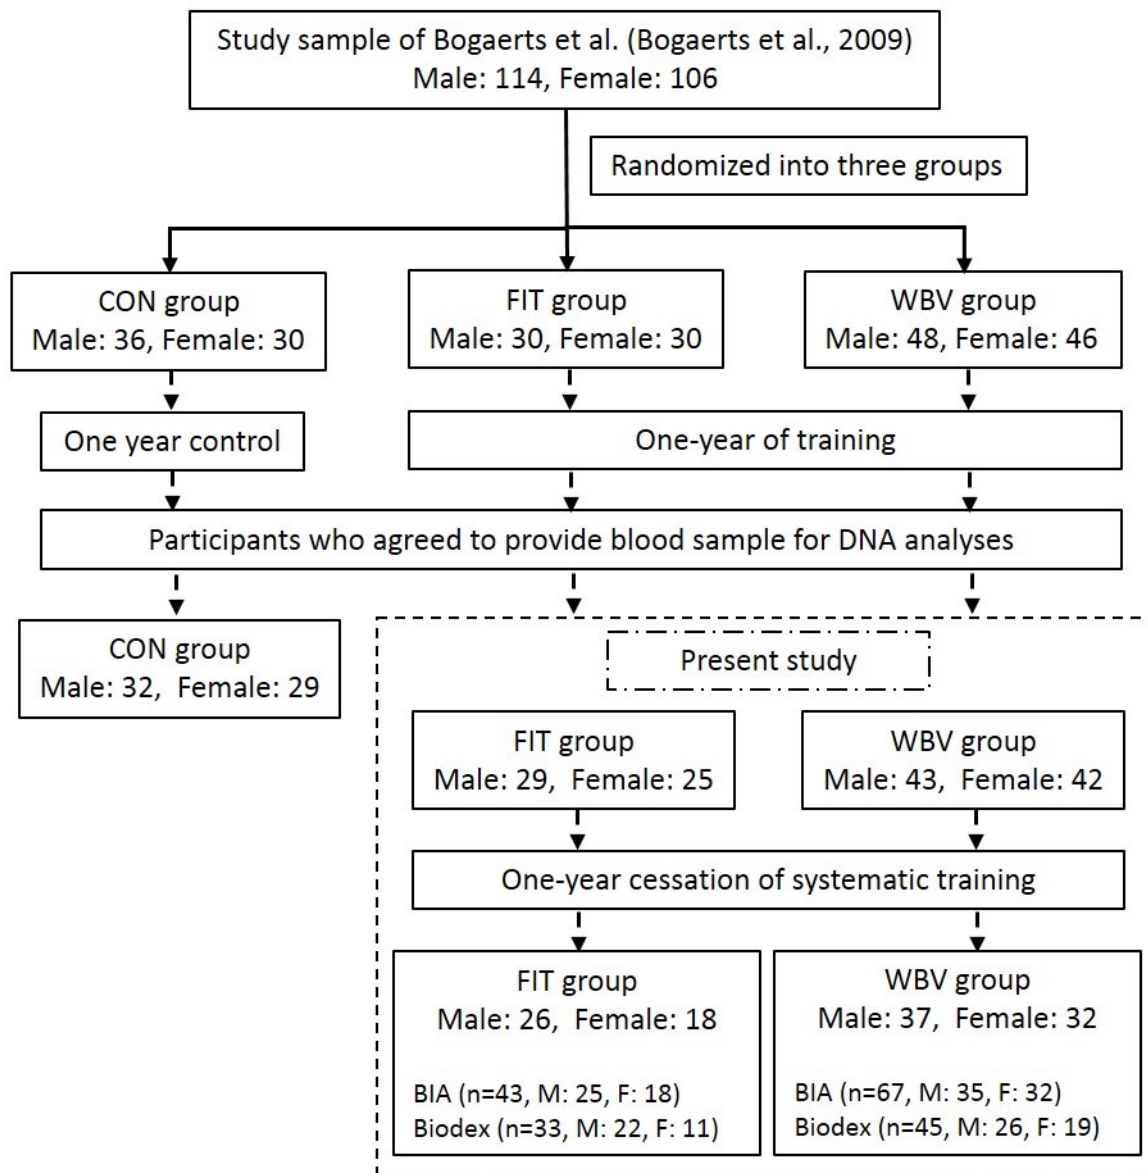 Study sample of Bogaerts et al. (Bogaerts et al., 2009)
Male: 114, Female: 106
Randomized into three groups
CON group
Male: 36, Female: 30
FIT group
Male: 30, Female: 30
WBV group
Male: 48, Female: 46
One year control
One-year of training
Participants who agreed to provide blood sample for DNA analyses
CON group
Male: 32, Female: 29
Present study
FIT group
Male: 29, Female: 25
WBV group
Male: 43, Female: 42
One-year cessation of systematic training
FIT group
Male: 26, Female: 18
BIA (n=43, M: 25, F: 18)
Biodex (n=33, M: 22, F: 11)
WBV group
Male: 37, Female: 32
BIA (n=67, M: 35, F: 32)
Biodex (n=45, M: 26, F: 19)